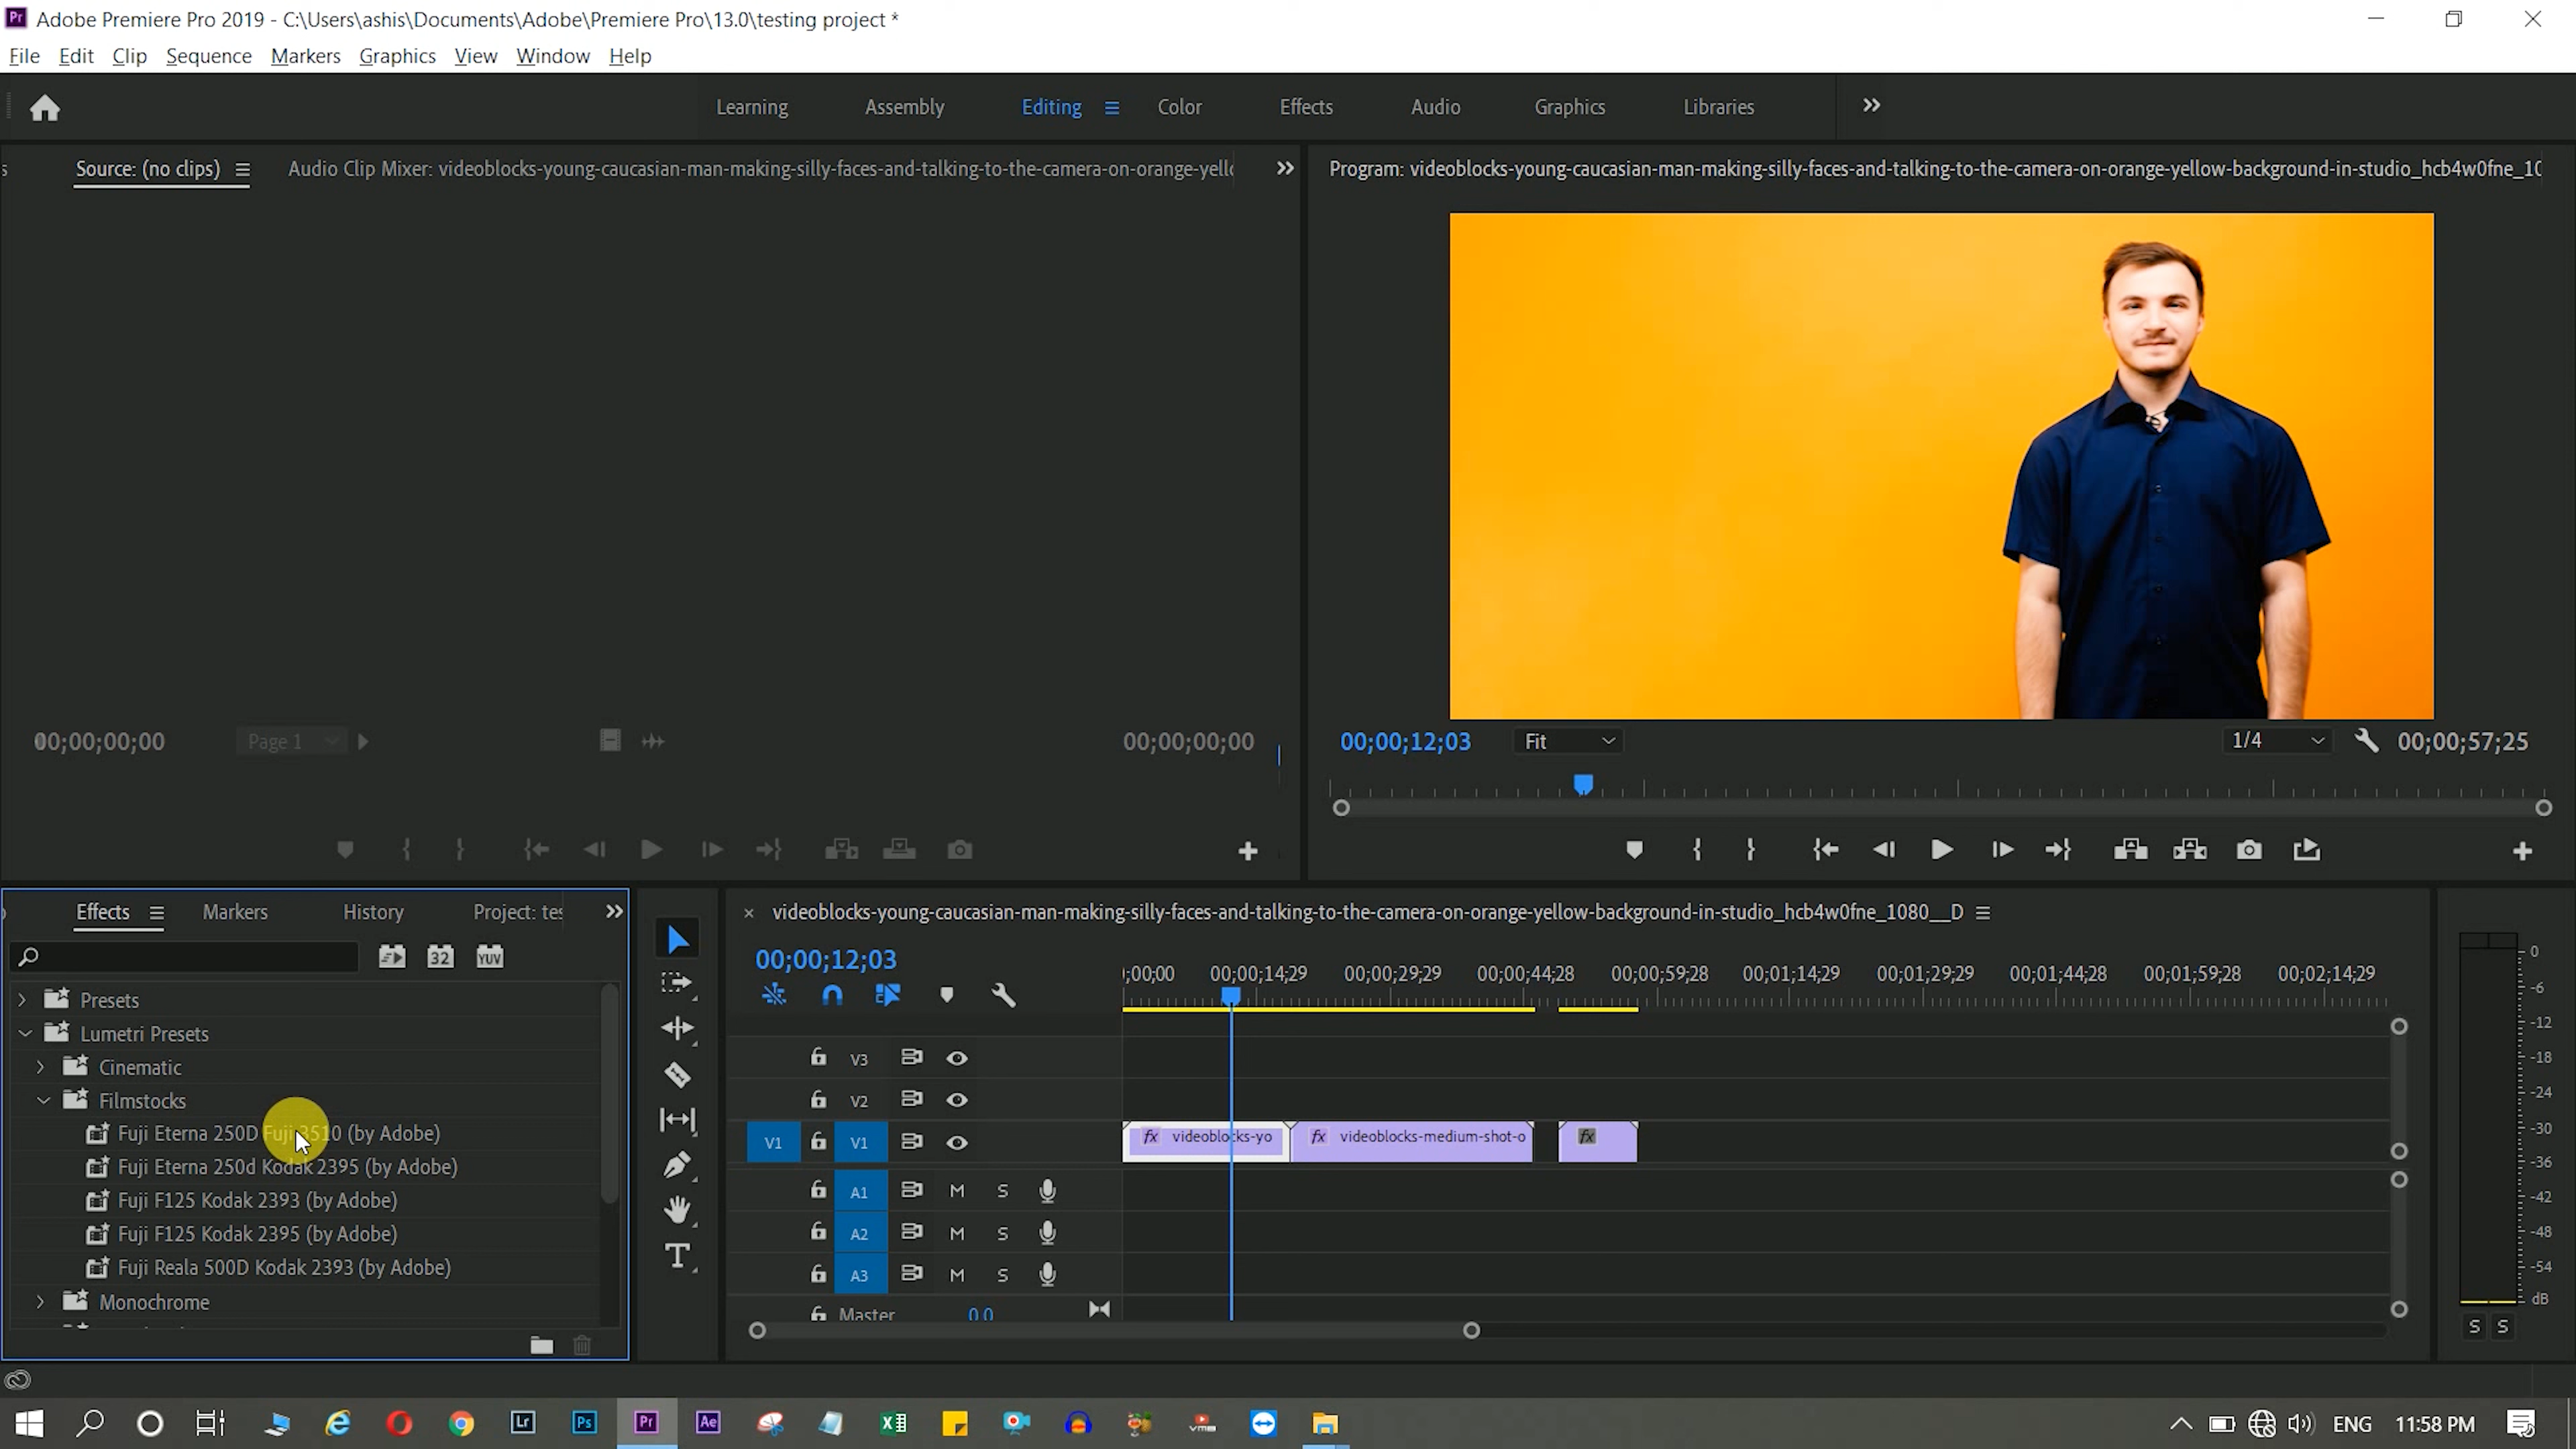 Adobe Premiere Pro 2019 - C:\Users\ashis\Documents\Adobe\Premiere Pro\13.0\testing project *
File Edit Clip Sequence Markers Graphics View Window Help
Learning Assembly Editing Color Effects Audio Graphics Libraries
Source: (no clips) Audio Clip Mixer: videoblocks-young-caucasian-man-making-silly-faces-and-talking-to-the-camera-on-orange-yell
Program: videoblocks-young-caucasian-man-making-silly-faces-and-talking-to-the-camera-on-orange-yellow-background-in-studio_hcb4w0fne_10
00;00;00;00 Page 1 00;00;00;00
00;00;12;03 Fit 1/4 00;00;57;25
Effects Markers History Project: tes
32 YUV
Presets
Lumetri Presets
Cinematic
Filmstocks
Fuji Eterna 250D Fuji 3510 (by Adobe)
Fuji Eterna 250d Kodak 2395 (by Adobe)
Fuji F125 Kodak 2393 (by Adobe)
Fuji F125 Kodak 2395 (by Adobe)
Fuji Reala 500D Kodak 2393 (by Adobe)
Monochrome
videoblocks-young-caucasian-man-making-silly-faces-and-talking-to-the-camera-on-orange-yellow-background-in-studio_hcb4w0fne_1080__D
00;00;12;03
;00;00 00;00;14;29 00;00;29;29 00;00;44;28 00;00;59;28 00;01;14;29 00;01;29;29 00;01;44;28 00;01;59;28 00;02;14;29
V3
V2
V1 V1 fx videoblocks-yo fx videoblocks-medium-shot-o fx
A1 M S
A2 M S
A3 M S
Master 0.0
0
-6
-12
-18
-24
-30
-36
-42
-48
-54
dB
S S
Lr Ps Pr Ae
ENG 11:58 PM